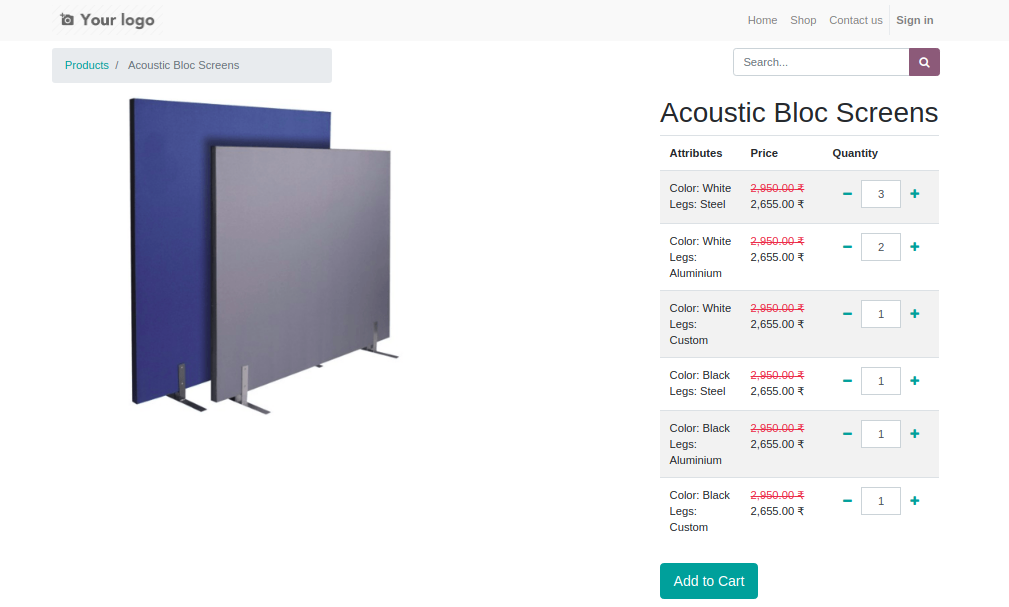 Your logo
Home Shop Contact us Sign in
Products / Acoustic Bloc Screens
Search...
Acoustic Bloc Screens
Attributes Price Quantity
Color: White 2,950.00 ₹ 3
Legs: Steel 2,655.00 ₹
Color: White 2,950.00 ₹ 2
Legs: 2,655.00 ₹
Aluminium
Color: White 2,950.00 ₹ 1
Legs: 2,655.00 ₹
Custom
Color: Black 2,950.00 ₹ 1
Legs: Steel 2,655.00 ₹
Color: Black 2,950.00 ₹ 1
Legs: 2,655.00 ₹
Aluminium
Color: Black 2,950.00 ₹ 1
Legs: 2,655.00 ₹
Custom
Add to Cart